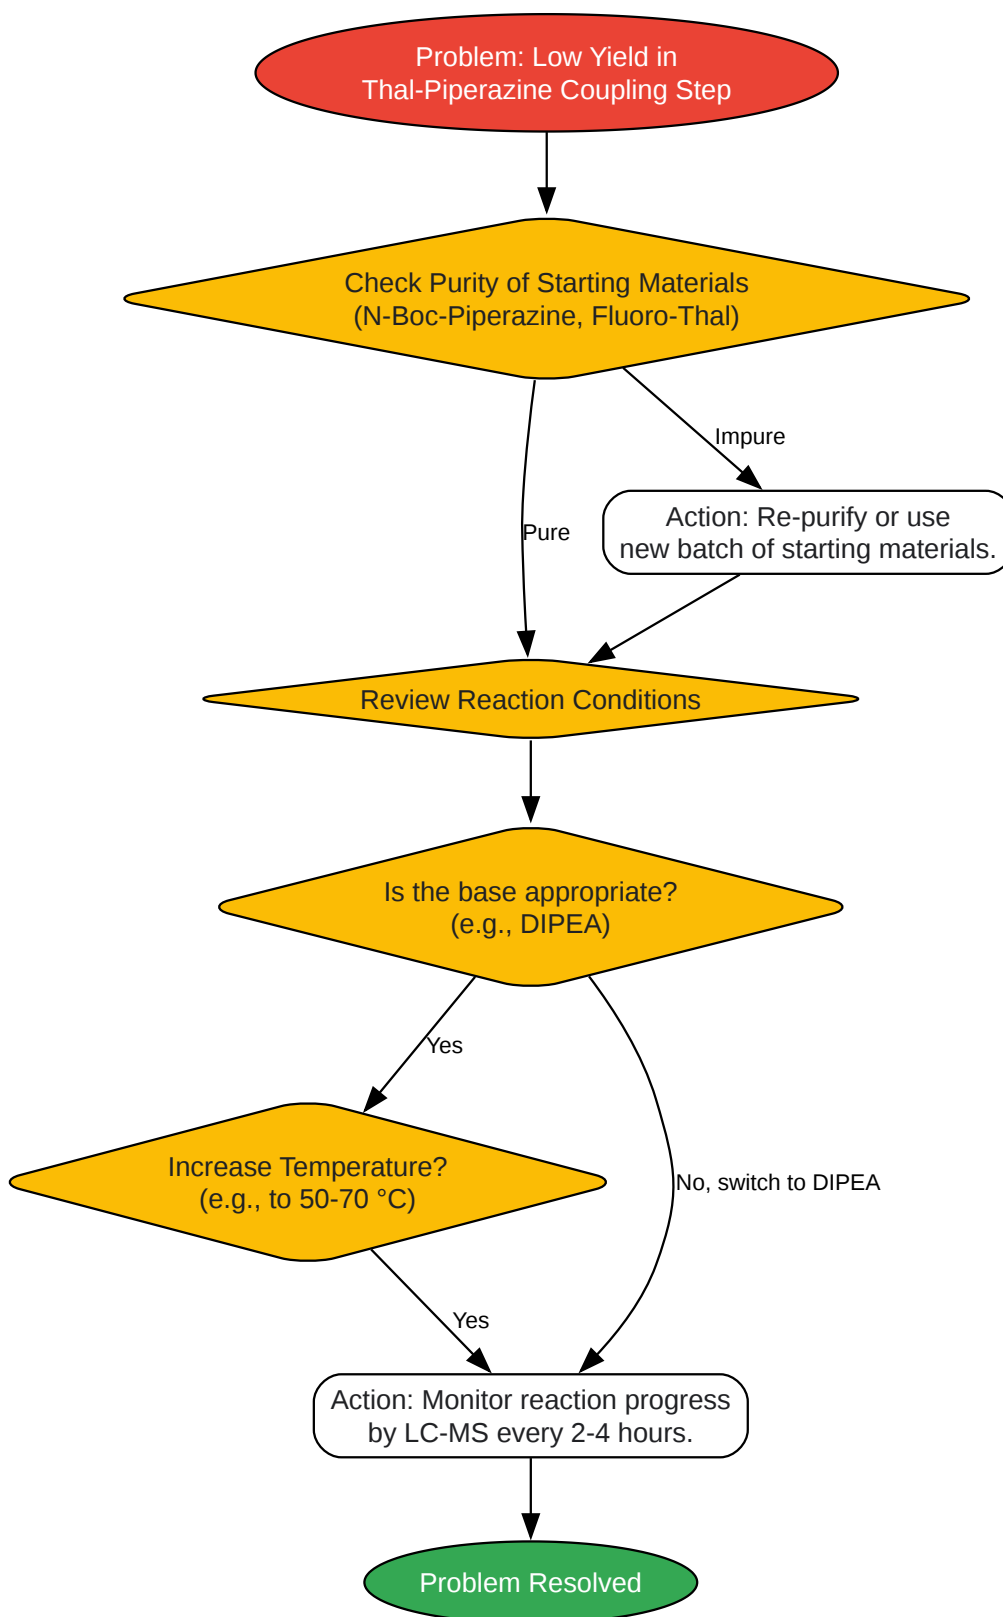 Problem: Low Yield in
Thal-Piperazine Coupling Step
Check Purity of Starting Materials
(N-Boc-Piperazine, Fluoro-Thal)
Impure
Pure
Action: Re-purify or use
new batch of starting materials.
Review Reaction Conditions
Is the base appropriate?
(e.g., DIPEA)
Yes
Increase Temperature?
(e.g., to 50-70 °C)
No, switch to DIPEA
Yes
Action: Monitor reaction progress
by LC-MS every 2-4 hours.
Problem Resolved